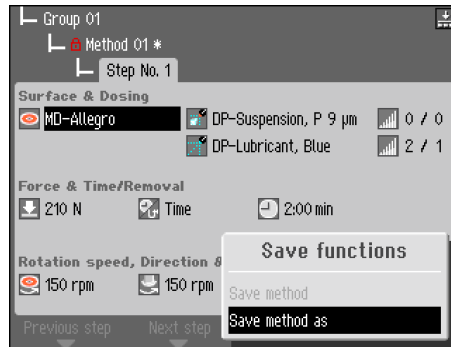 Group 01
Method 01 *
Step No. 1
Surface & Dosing
MD-Allegro DP-Suspension, P 9 µm 0 / 0
DP-Lubricant, Blue 2 / 1
Force & Time/Removal
210 N Time 2:00 min
Rotation speed, Direction &
150 rpm 150 rpm
Save functions
Save method
Save method as
Previous step Next step